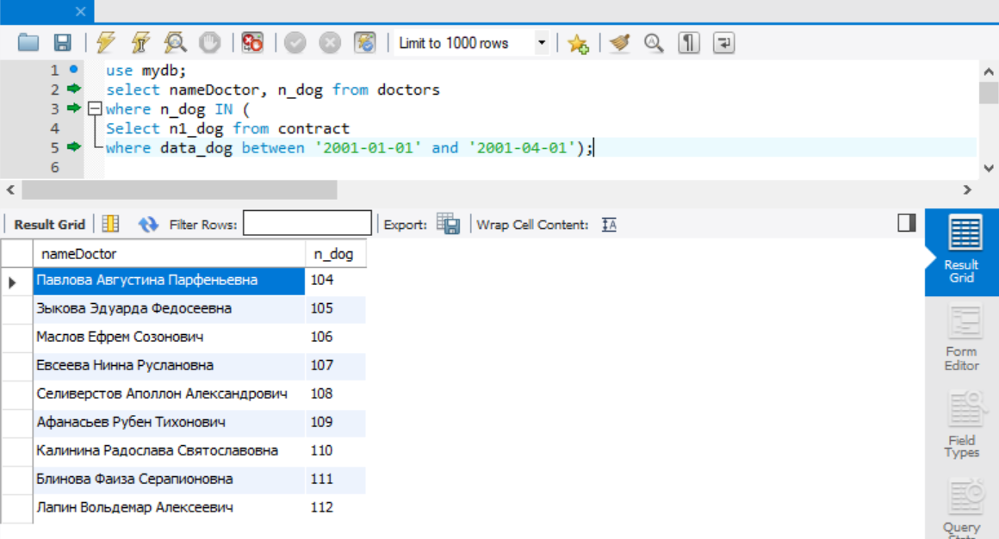 Limit to 1000 rows
1 use mydb;
2 select nameDoctor, n_dog from doctors
3 where n_dog IN (
4 Select n1_dog from contract
5 where data_dog between '2001-01-01' and '2001-04-01');
6
Result Grid Filter Rows: Export: Wrap Cell Content:
nameDoctor n_dog
Павлова Августина Парфеньевна 104
Зыкова Эдуарда Федосеевна 105
Маслов Ефрем Созонович 106
Евсеева Нинна Руслановна 107
Селиверстов Аполлон Александрович 108
Афанасьев Рубен Тихонович 109
Калинина Радослава Святославовна 110
Блинова Фаиза Серапионовна 111
Лапин Вольдемар Алексеевич 112
Result
Grid
Form
Editor
Field
Types
Query